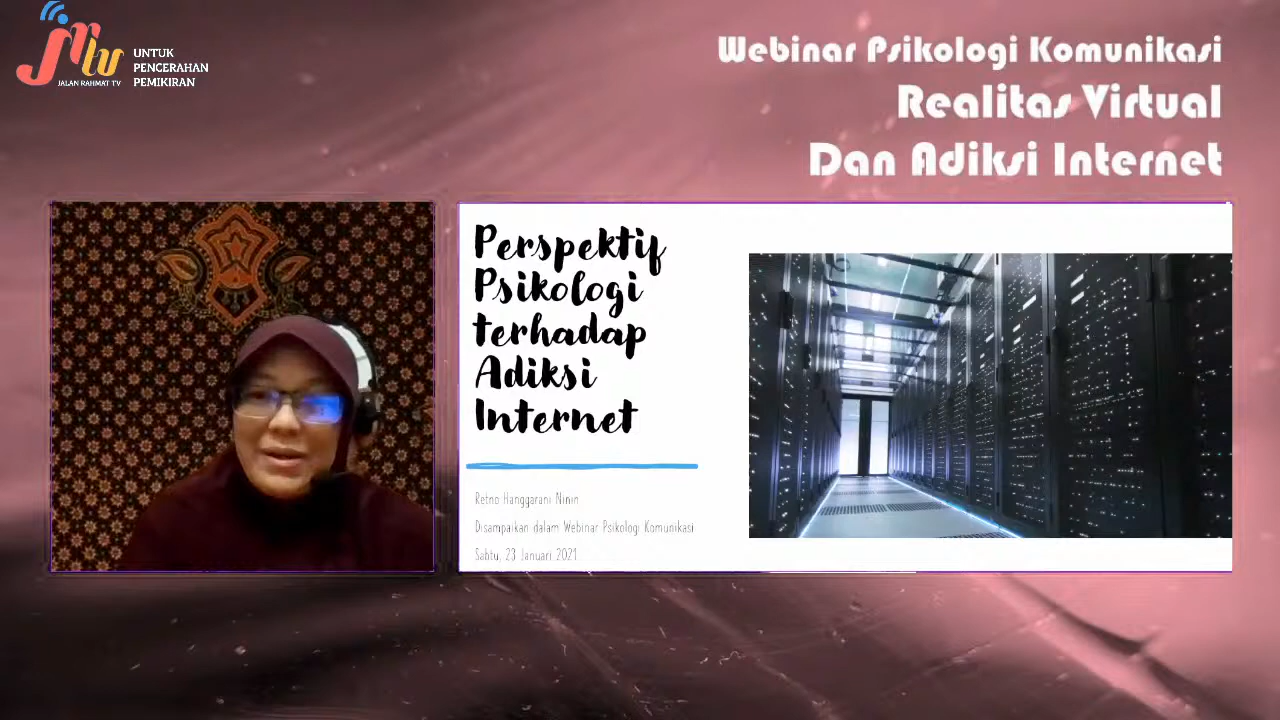 JMTV
JALAN RAHMAT TV
UNTUK
PENCERAHAN
PEMIKIRAN
Webinar Psikologi Komunikasi
Realitas Virtual
Dan Adiksi Internet
Perspektif
Psikologi
terhadap
Adiksi
Internet
Retno Hanggarani Ninin
Disampaikan dalam Webinar Psikologi Komunikasi
Sabtu, 23 Januari 2021